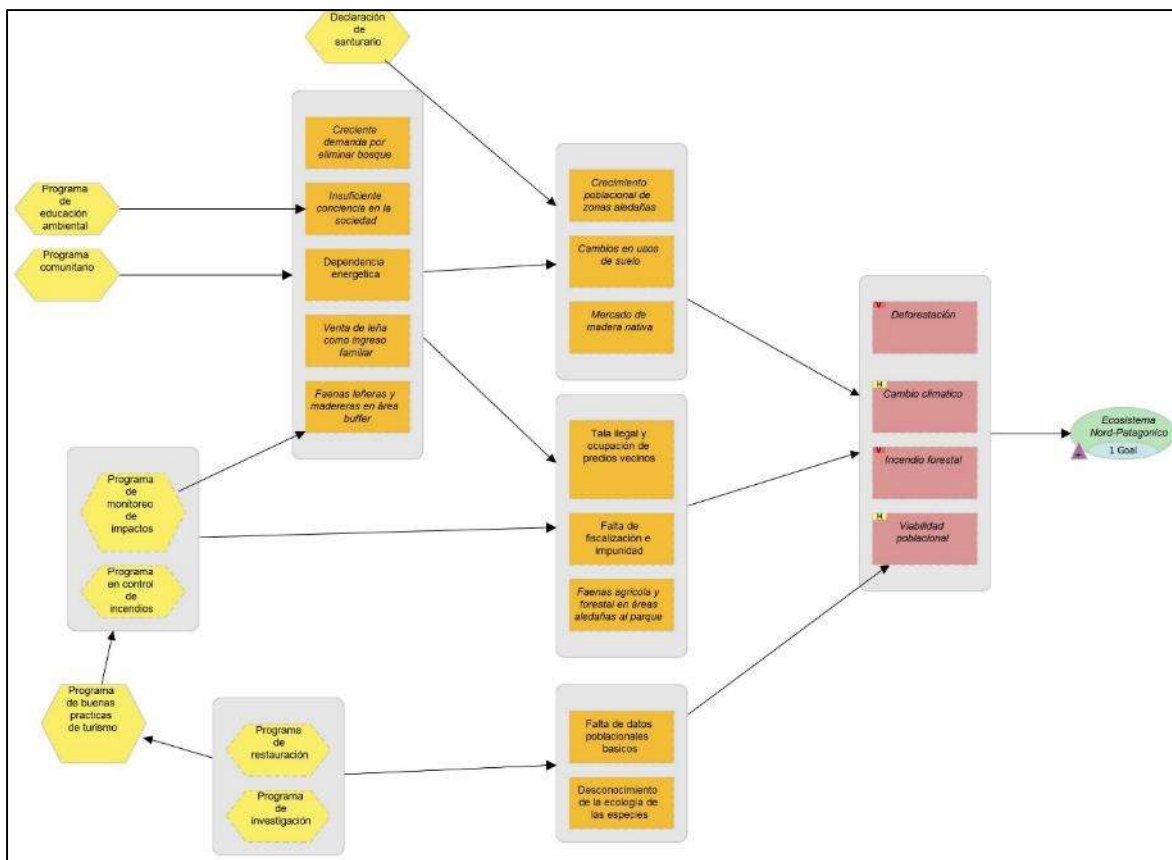 Declaración
de
santurario
Creciente
demanda por
eliminar bosque
Insuficiente
conciencia en la
sociedad
Dependencia
energetica
Venta de leña
como ingreso
familiar
Faenas leñeras y
madereras en área
buffer
Programa
de
educación
ambiental
Programa
comunitario
Programa
de
monitoreo
de
impactos
Programa
en control
de
incendios
Programa
de buenas
practicas
de turismo
Programa
de
restauración
Programa
de
investigación
Crecimiento
poblacional de
zonas aledañas
Cambios en usos
de suelo
Mercado de
madera nativa
Tala ilegal y
ocupación de
predios vecinos
Falta de
fiscalización e
impunidad
Faenas agricola y
forestal en áreas
aledañas al parque
Falta de datos
poblacionales
basicos
Desconocimiento
de la ecología de
las especies
V
Deforestación
H
Cambio climatico
V
Incendio forestal
H
Viabilidad
poblacional
Ecosistema
Nord-Patagonico
1 Goal